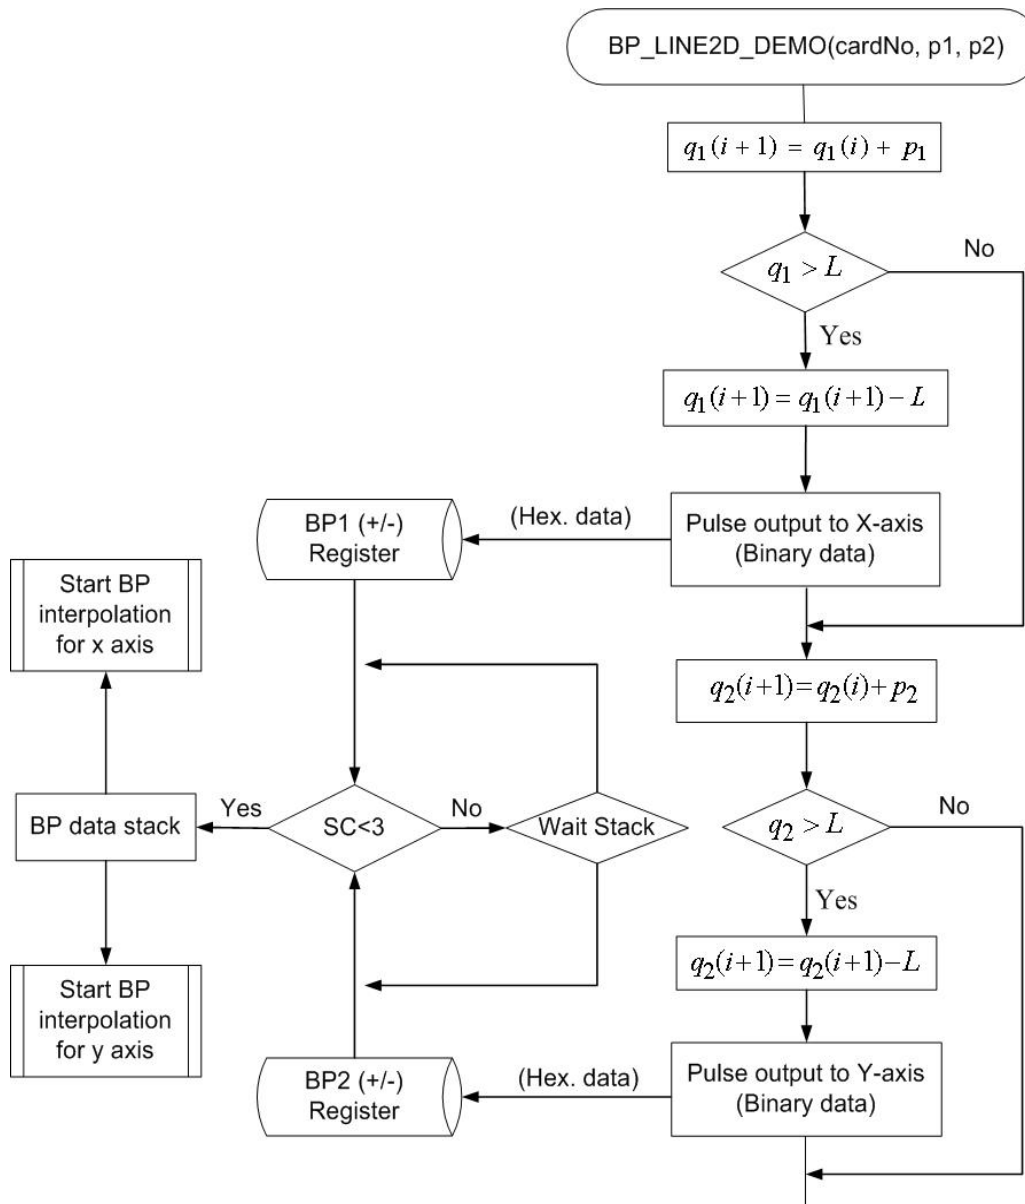 BP_LINE2D_DEMO(cardNo, p1, p2)
q₁(i + 1) = q₁(i) + p₁
q₁ > L
No
Yes
q₁(i + 1) = q₁(i + 1) − L
Pulse output to X-axis
(Binary data)
(Hex. data)
BP1 (+/-)
Register
Start BP
interpolation
for x axis
q₂(i+1) = q₂(i) + p₂
q₂ > L
No
Yes
BP data stack
Yes
SC<3
No
Wait Stack
q₂(i+1) = q₂(i+1) − L
Start BP
interpolation
for y axis
Pulse output to Y-axis
(Binary data)
(Hex. data)
BP2 (+/-)
Register